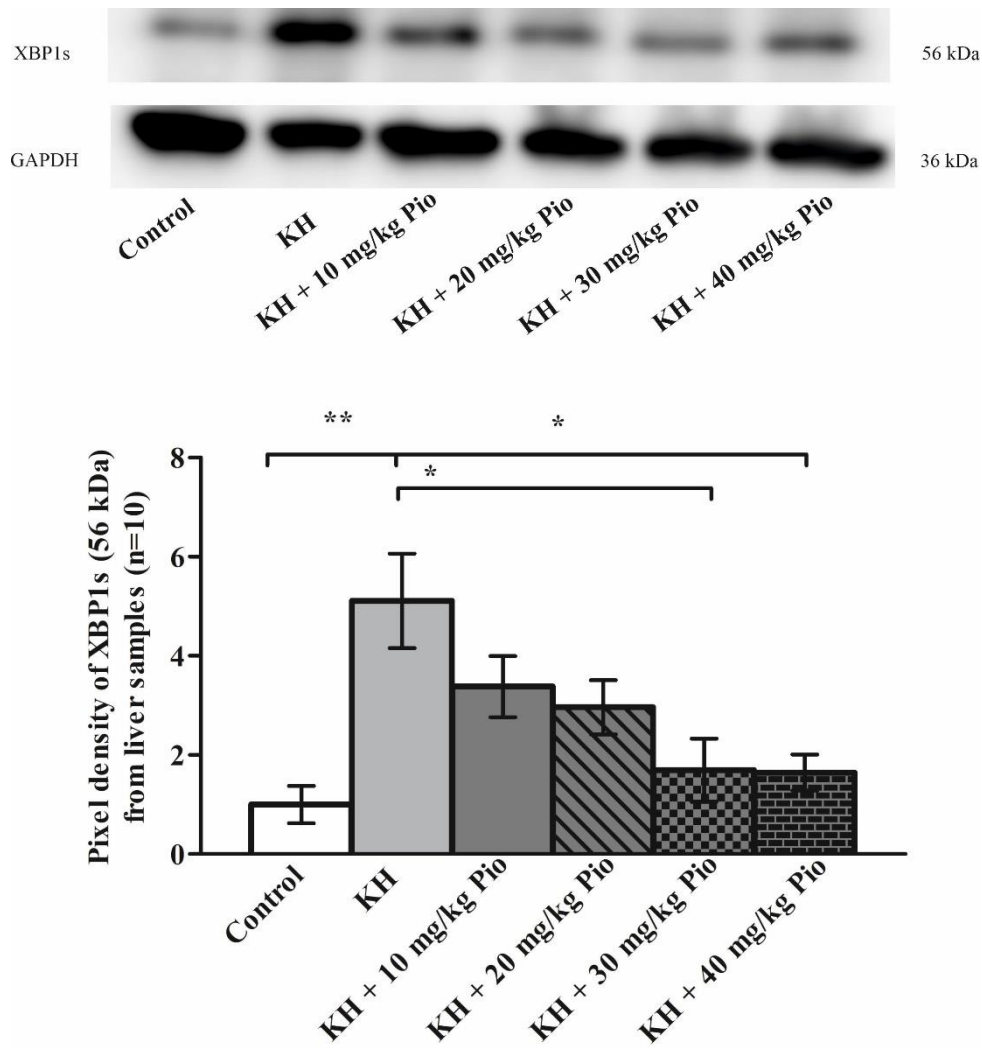 XBP1s
56 kDa
GAPDH
36 kDa
Control
KH
KH + 10 mg/kg Pio
KH + 20 mg/kg Pio
KH + 30 mg/kg Pio
KH + 40 mg/kg Pio
** *
*
Pixel density of XBP1s (56 kDa)
from liver samples (n=10)
8
6
4
2
0
Control
KH
KH + 10 mg/kg Pio
KH + 20 mg/kg Pio
KH + 30 mg/kg Pio
KH + 40 mg/kg Pio